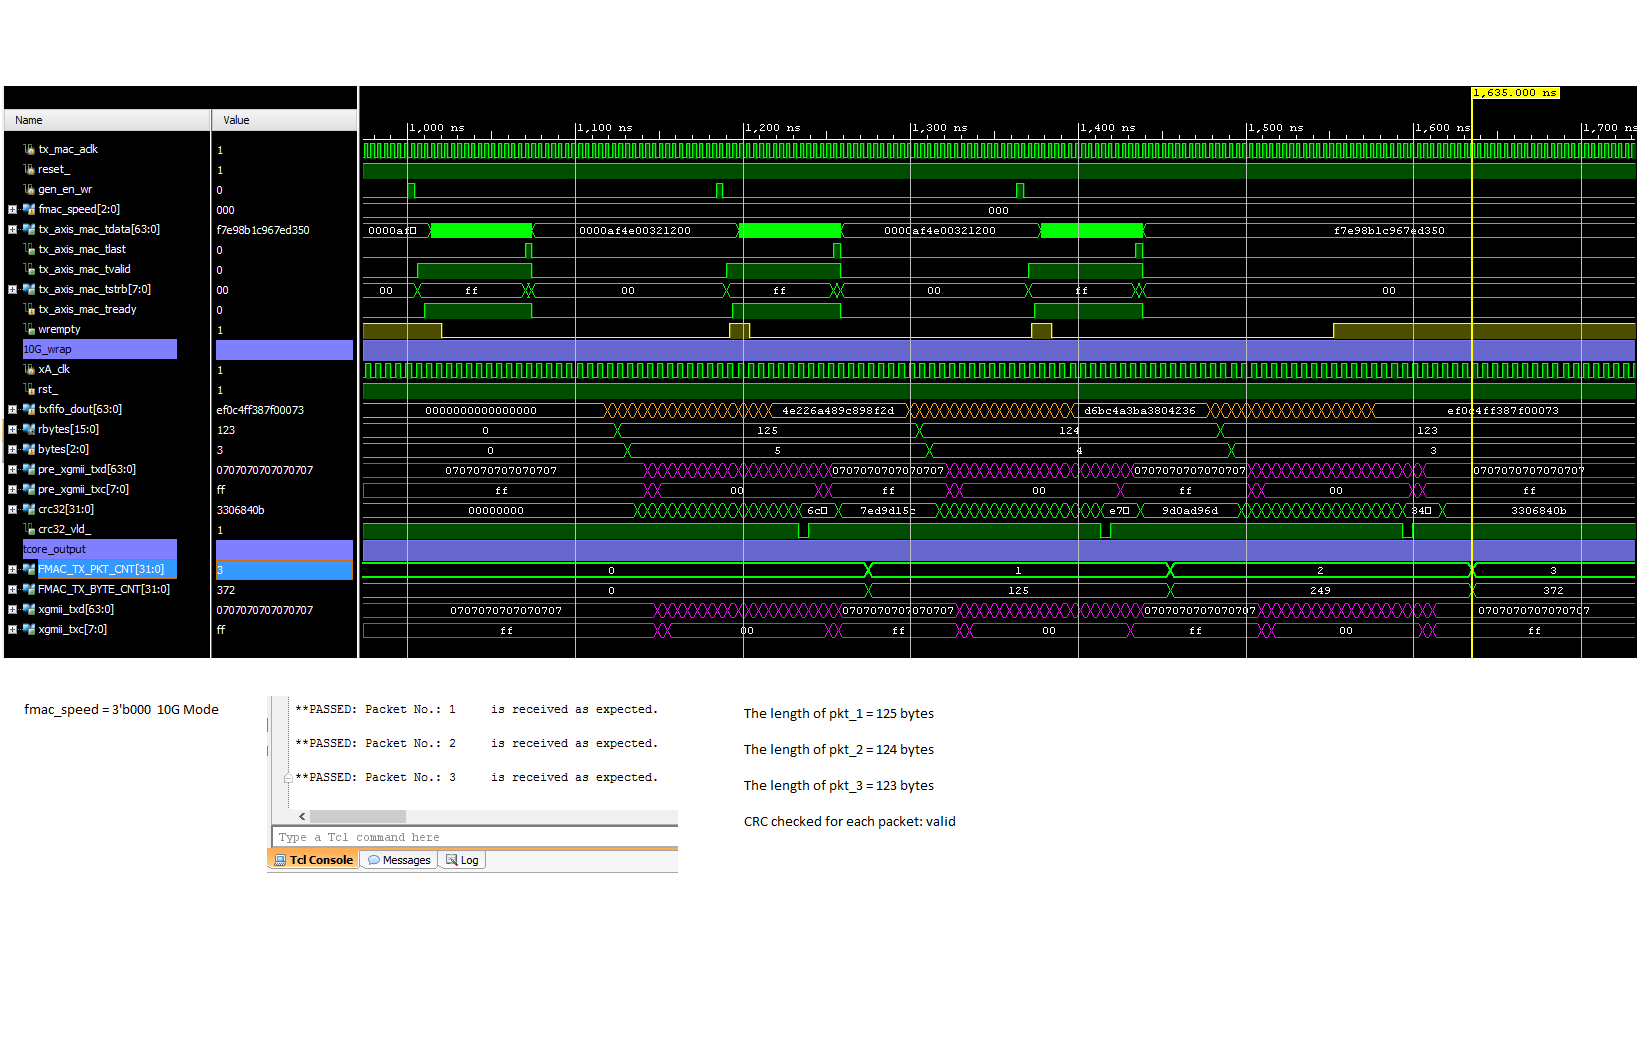 1,635.000 ns
Name Value
1,000 ns 1,100 ns 1,200 ns 1,300 ns 1,400 ns 1,500 ns 1,600 ns 1,700 ns
tx_mac_aclk 1
reset_ 1
gen_en_wr 0
fmac_speed[2:0] 000 000
tx_axis_mac_tdata[63:0] f7e98b1c967ed350 0000af 0000af4e00321200 0000af4e00321200 f7e98b1c967ed350
tx_axis_mac_tlast 0
tx_axis_mac_tvalid 0
tx_axis_mac_tstrb[7:0] 00 00 ff 00 ff 00 ff 00
tx_axis_mac_tready 0
wrempty 1
10G_wrap
xA_clk 1
rst_ 1
txfifo_dout[63:0] ef0c4ff387f00073 0000000000000000 4e226a489c898f2d d6bc4a3ba3804236 ef0c4ff387f00073
rbytes[15:0] 123 0 125 124 123
bytes[2:0] 3 0 5 4 3
pre_xgmii_txd[63:0] 0707070707070707 0707070707070707 0707070707070707 0707070707070707 0707070707070707
pre_xgmii_txc[7:0] ff ff 00 ff 00 ff 00 ff
crc32[31:0] 3306840b 00000000 6c 7ed9d15c e7 9d0ad96d 34 3306840b
crc32_vld_ 1
tcore_output
FMAC_TX_PKT_CNT[31:0] 3 0 1 2 3
FMAC_TX_BYTE_CNT[31:0] 372 0 125 249 372
xgmii_txd[63:0] 0707070707070707 0707070707070707 0707070707070707 0707070707070707 0707070707070707
xgmii_txc[7:0] ff ff 00 ff 00 ff 00 ff
fmac_speed = 3'b000 10G Mode
**PASSED: Packet No.: 1 is received as expected.
**PASSED: Packet No.: 2 is received as expected.
**PASSED: Packet No.: 3 is received as expected.
Type a Tcl command here
Tcl Console Messages Log
The length of pkt_1 = 125 bytes
The length of pkt_2 = 124 bytes
The length of pkt_3 = 123 bytes
CRC checked for each packet: valid